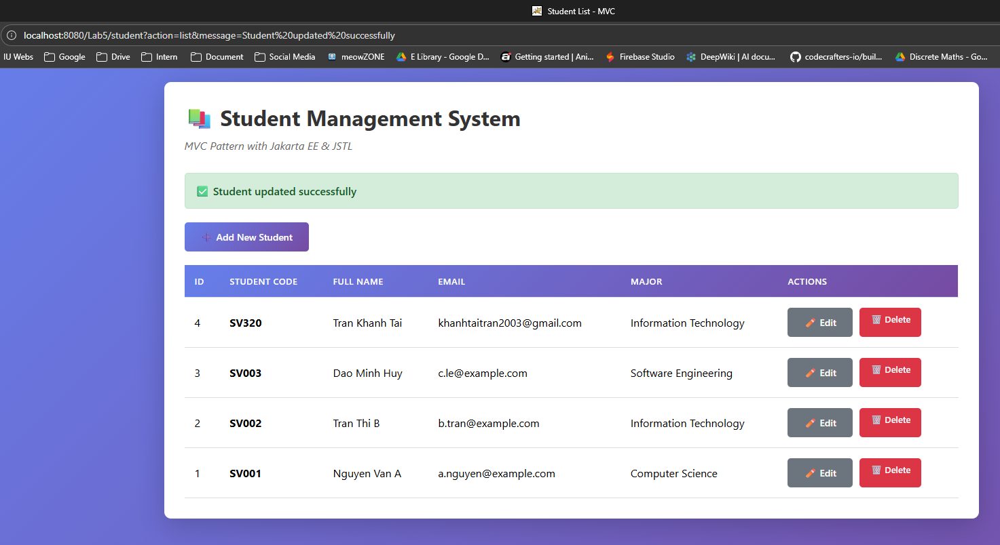 Student List - MVC
localhost:8080/Lab5/student?action=list&message=Student%20updated%20successfully
IU Webs Google Drive Intern Document Social Media meowZONE E Library - Google D... Getting started | Ani... Firebase Studio DeepWiki | AI docu... codecrafters-io/buil... Discrete Maths - Go...
Student Management System
MVC Pattern with Jakarta EE & JSTL
Student updated successfully
Add New Student
ID STUDENT CODE FULL NAME EMAIL MAJOR ACTIONS
4 SV320 Tran Khanh Tai khanhtaitran2003@gmail.com Information Technology Edit Delete
3 SV003 Dao Minh Huy c.le@example.com Software Engineering Edit Delete
2 SV002 Tran Thi B b.tran@example.com Information Technology Edit Delete
1 SV001 Nguyen Van A a.nguyen@example.com Computer Science Edit Delete